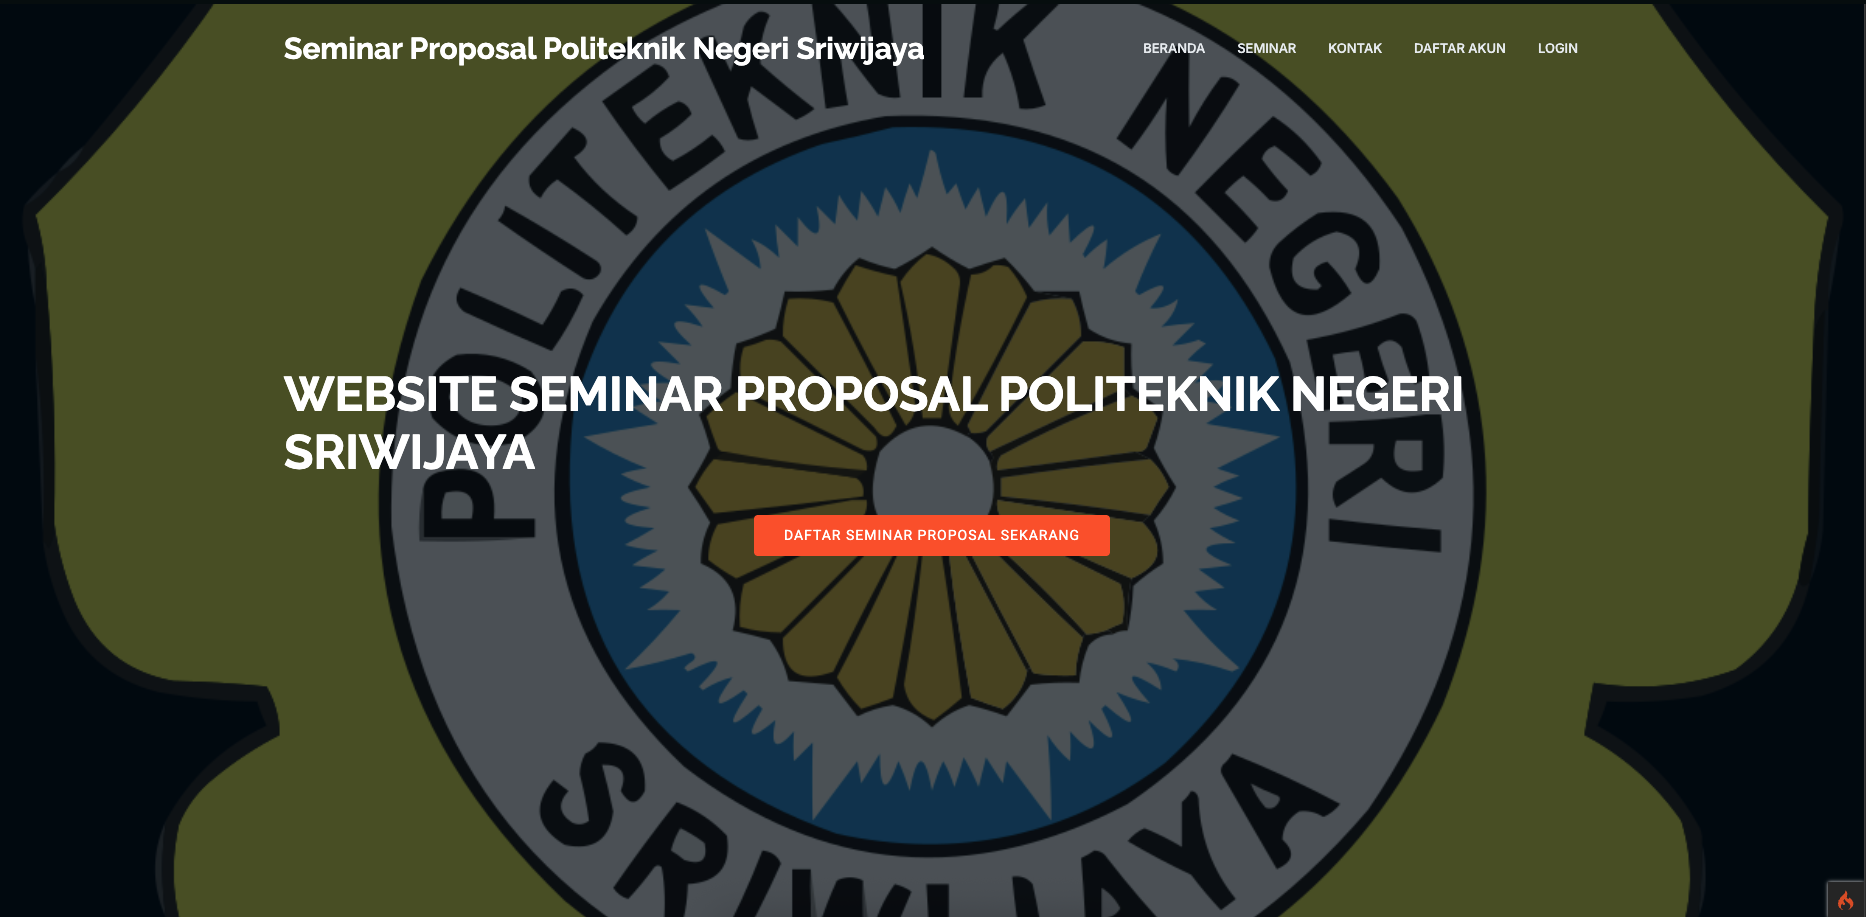 Seminar Proposal Politeknik Negeri Sriwijaya
BERANDA SEMINAR KONTAK DAFTAR AKUN LOGIN
POLITEKNIK NEGERI
WEBSITE SEMINAR PROPOSAL POLITEKNIK NEGERI
SRIWIJAYA
DAFTAR SEMINAR PROPOSAL SEKARANG
SRIWIJAYA